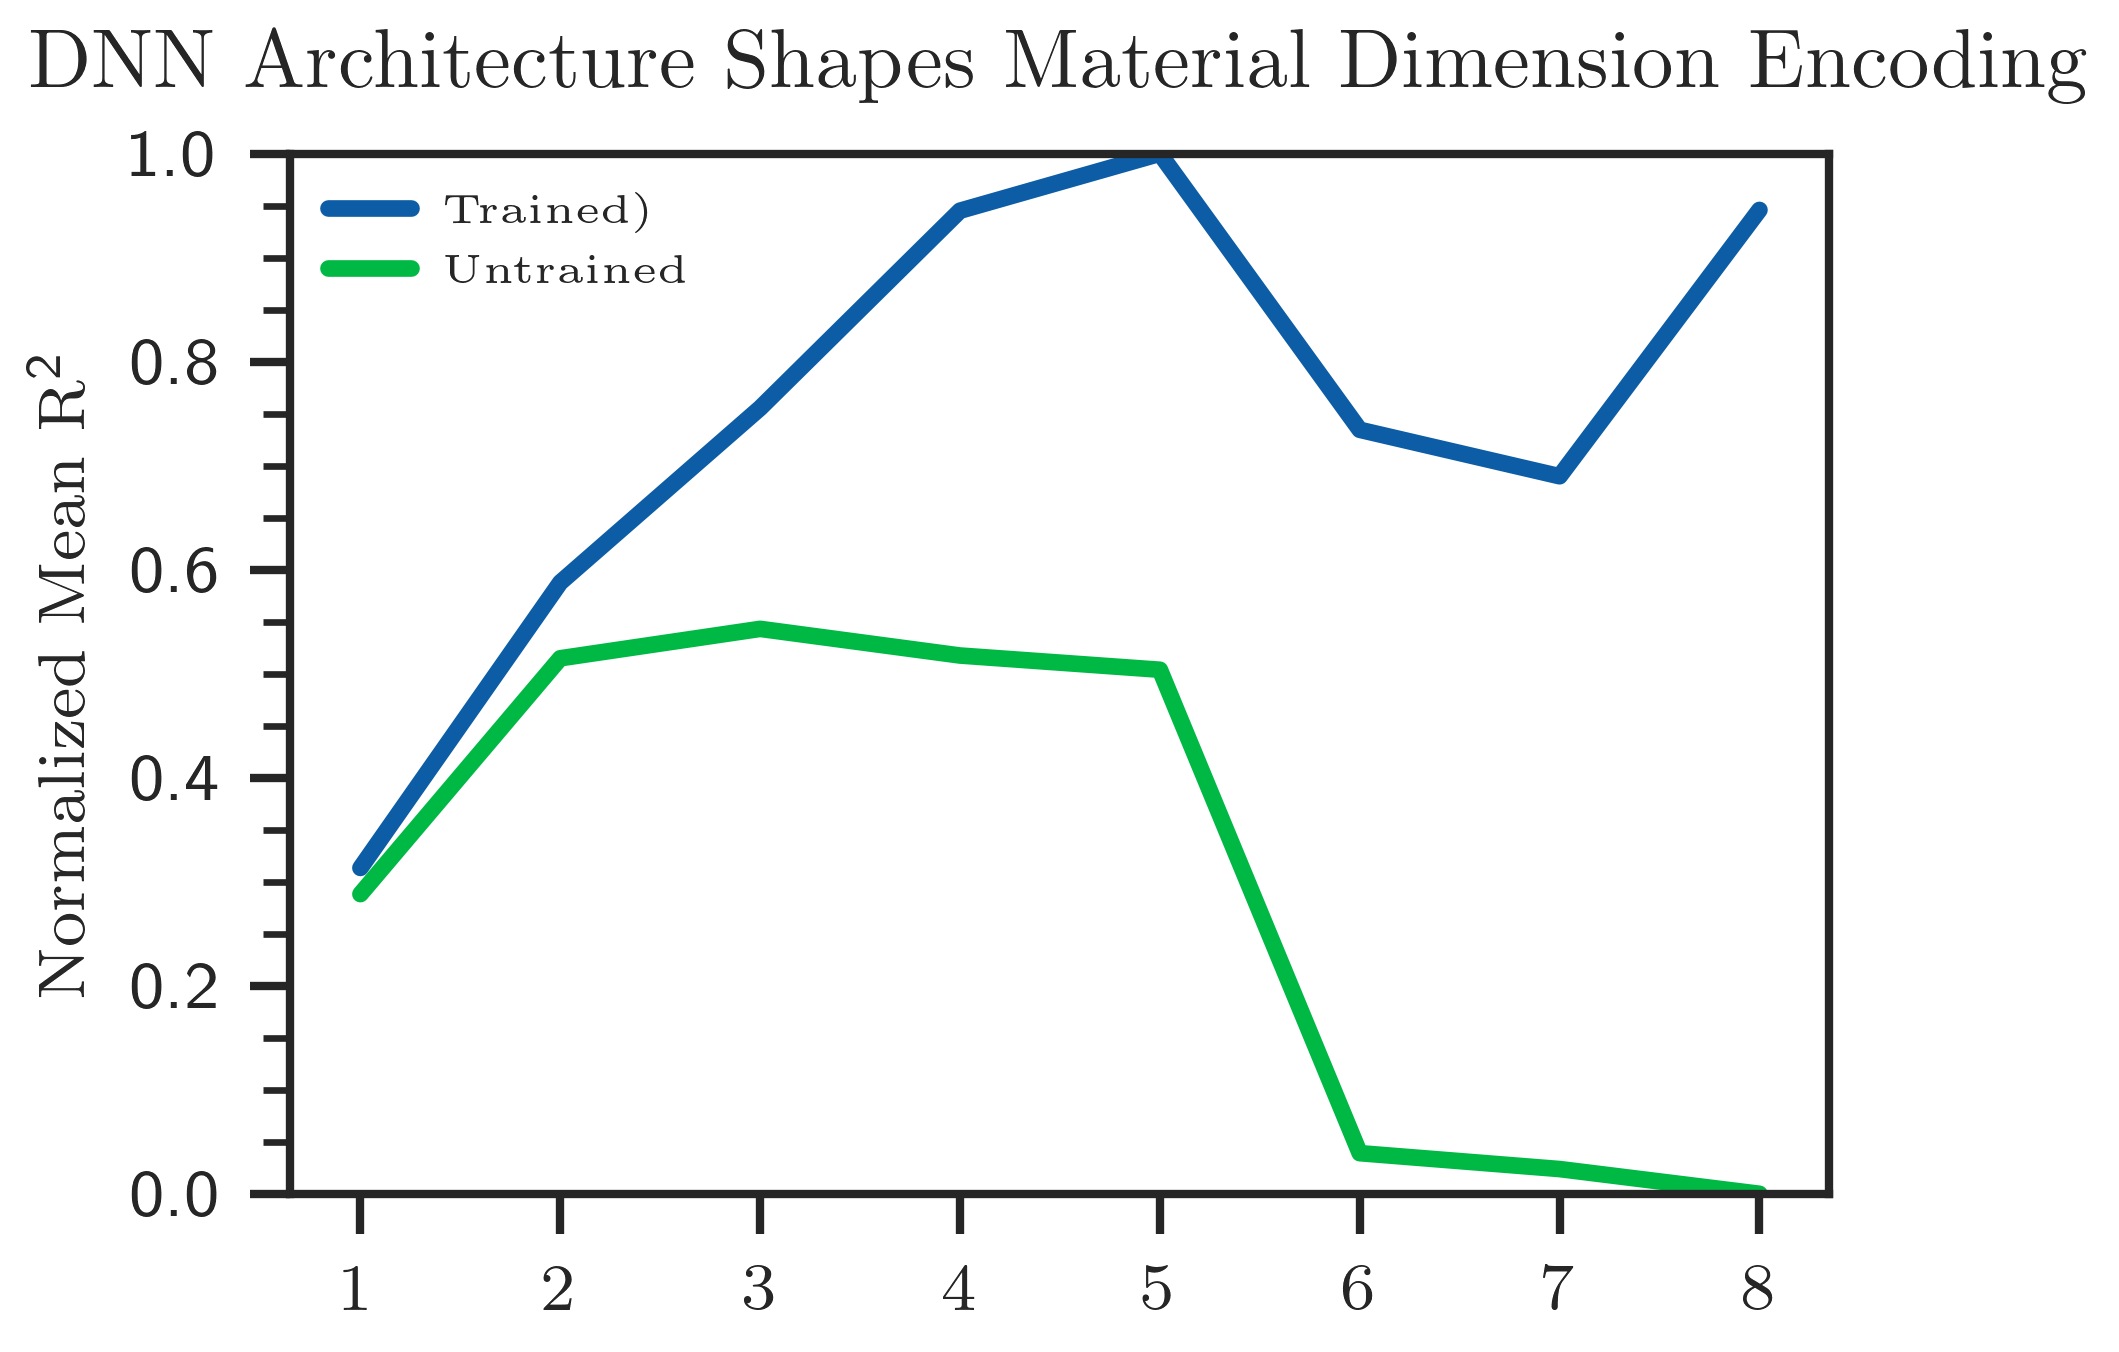 DNN Architecture Shapes Material Dimension Encoding
Normalized Mean R²
1.0
0.8
0.6
0.4
0.2
0.0
Trained)
Untrained
1 2 3 4 5 6 7 8